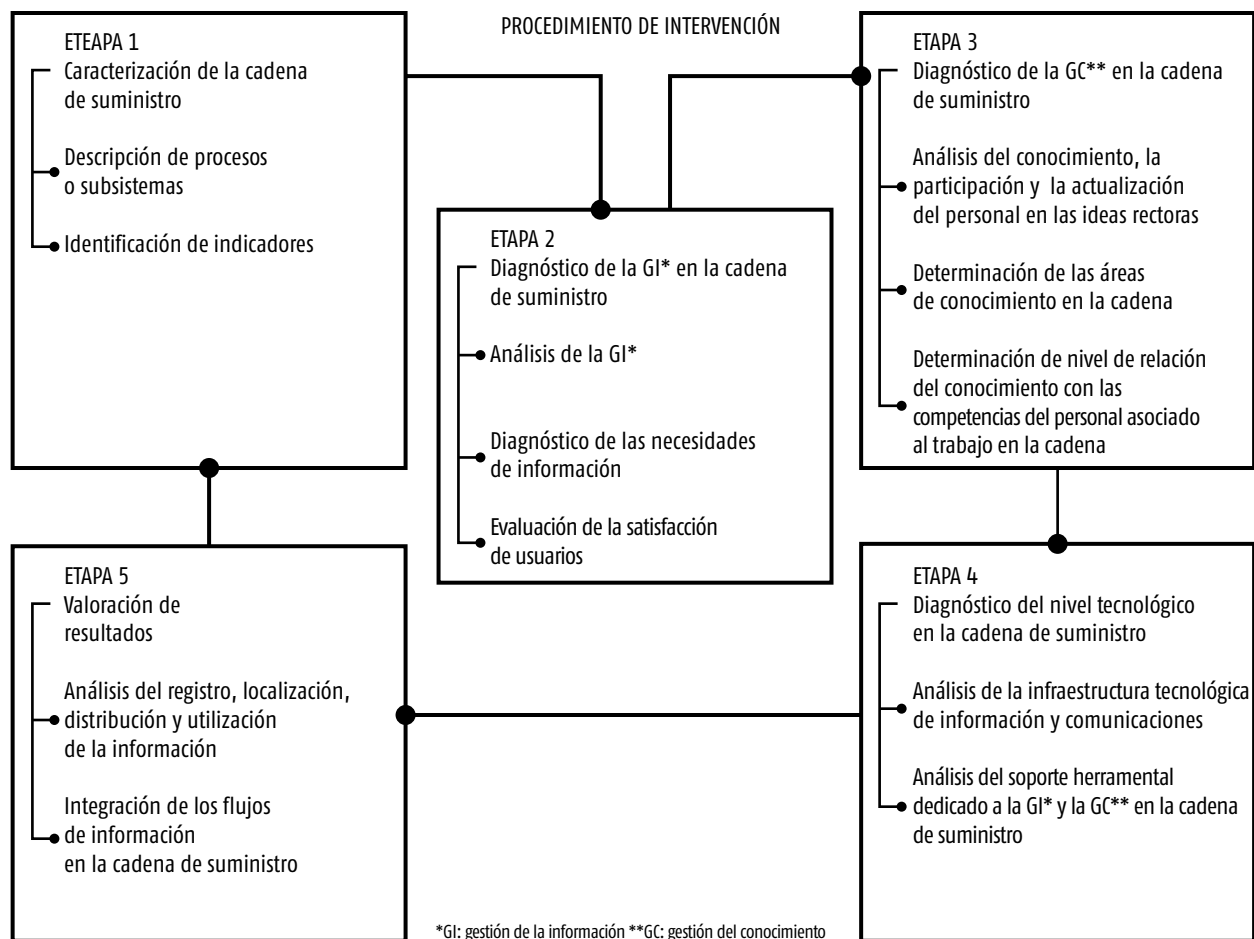 PROCEDIMIENTO DE INTERVENCIÓN
ETEAPA 1
Caracterización de la cadena
de suministro
Descripción de procesos
o subsistemas
Identificación de indicadores
ETAPA 2
Diagnóstico de la GI* en la cadena
de suministro
Análisis de la GI*
Diagnóstico de las necesidades
de información
Evaluación de la satisfacción
de usuarios
ETAPA 3
Diagnóstico de la GC** en la cadena
de suministro
Análisis del conocimiento, la
participación y la actualización
del personal en las ideas rectoras
Determinación de las áreas
de conocimiento en la cadena
Determinación de nivel de relación
del conocimiento con las
competencias del personal asociado
al trabajo en la cadena
ETAPA 4
Diagnóstico del nivel tecnológico
en la cadena de suministro
Análisis de la infraestructura tecnológica
de información y comunicaciones
Análisis del soporte herramental
dedicado a la GI* y la GC** en la cadena
de suministro
ETAPA 5
Valoración de
resultados
Análisis del registro, localización,
distribución y utilización
de la información
Integración de los flujos
de información
en la cadena de suministro
*GI: gestión de la información **GC: gestión del conocimiento